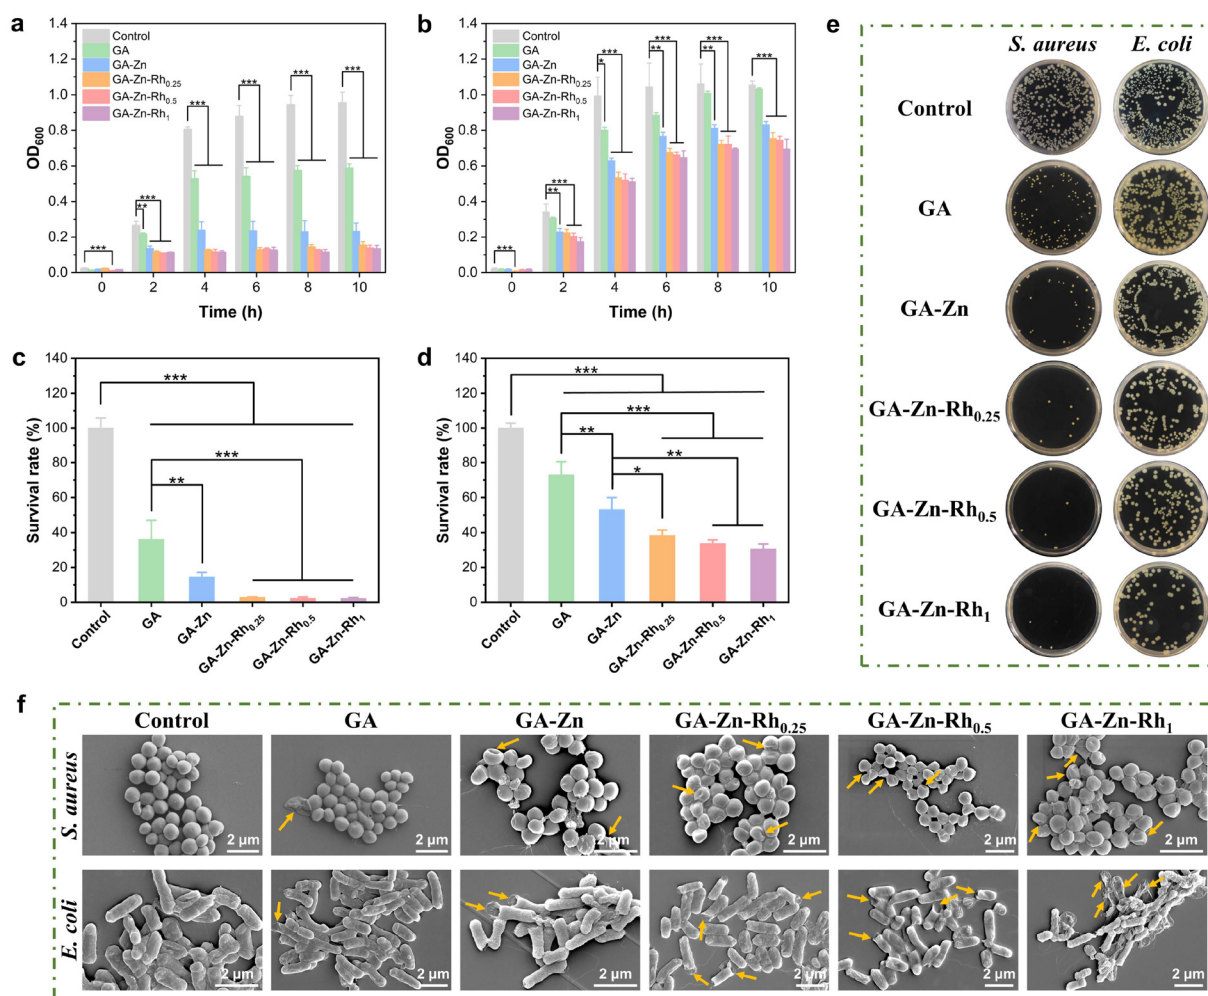 a
1.4
1.2
1.0
0.8
0.6
0.4
0.2
0.0
OD600
Control
GA
GA-Zn
GA-Zn-Rh0.25
GA-Zn-Rh0.5
GA-Zn-Rh1
***
***
**
***
***
***
***
0 2 4 6 8 10
Time (h)
b
1.4
1.2
1.0
0.8
0.6
0.4
0.2
0.0
OD600
Control
GA
GA-Zn
GA-Zn-Rh0.25
GA-Zn-Rh0.5
GA-Zn-Rh1
***
***
**
***
*
***
**
***
**
***
0 2 4 6 8 10
Time (h)
c
140
120
100
80
60
40
20
0
Survival rate (%)
***
***
**
Control GA GA-Zn GA-Zn-Rh0.25 GA-Zn-Rh0.5 GA-Zn-Rh1
d
140
120
100
80
60
40
20
0
Survival rate (%)
***
***
**
**
*
Control GA GA-Zn GA-Zn-Rh0.25 GA-Zn-Rh0.5 GA-Zn-Rh1
e
S. aureus E. coli
Control
GA
GA-Zn
GA-Zn-Rh0.25
GA-Zn-Rh0.5
GA-Zn-Rh1
f
Control GA GA-Zn GA-Zn-Rh0.25 GA-Zn-Rh0.5 GA-Zn-Rh1
S. aureus
2 µm 2 µm 2 µm 2 µm 2 µm 2 µm
E. coli
2 µm 2 µm 2 µm 2 µm 2 µm 2 µm